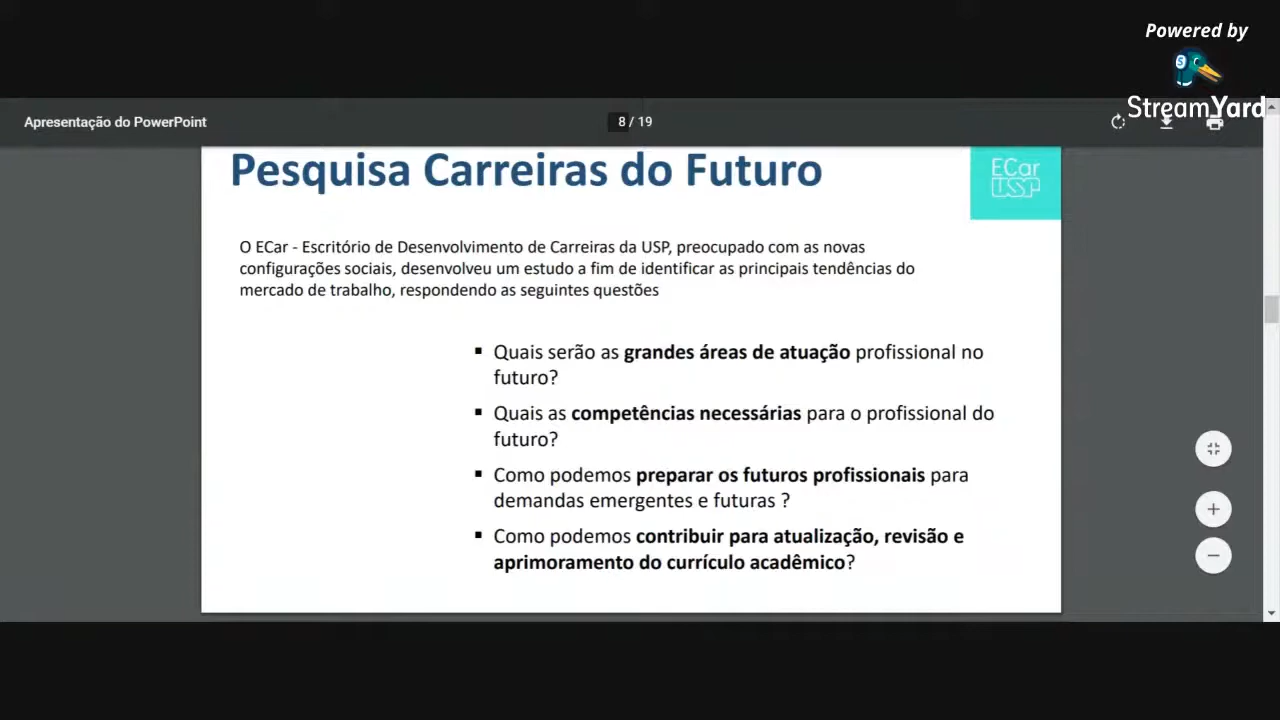 Powered by
StreamYard
Apresentação do PowerPoint
8 / 19
Pesquisa Carreiras do Futuro
ECar
USP
O ECar - Escritório de Desenvolvimento de Carreiras da USP, preocupado com as novas
configurações sociais, desenvolveu um estudo a fim de identificar as principais tendências do
mercado de trabalho, respondendo as seguintes questões
▪ Quais serão as grandes áreas de atuação profissional no
futuro?
▪ Quais as competências necessárias para o profissional do
futuro?
▪ Como podemos preparar os futuros profissionais para
demandas emergentes e futuras ?
▪ Como podemos contribuir para atualização, revisão e
aprimoramento do currículo acadêmico?